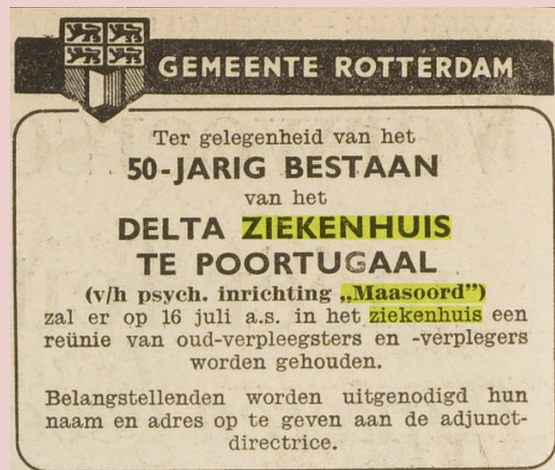 GEMEENTE ROTTERDAM
Ter gelegenheid van het
50-JARIG BESTAAN
van het
DELTA ZIEKENHUIS
TE POORTUGAAL
(v/h psych. inrichting „Maasoord”)
zal er op 16 juli a.s. in het ziekenhuis een
reünie van oud-verpleegsters en -verplegers
worden gehouden.
Belangstellenden worden uitgenodigd hun
naam en adres op te geven aan de adjunct-
directrice.